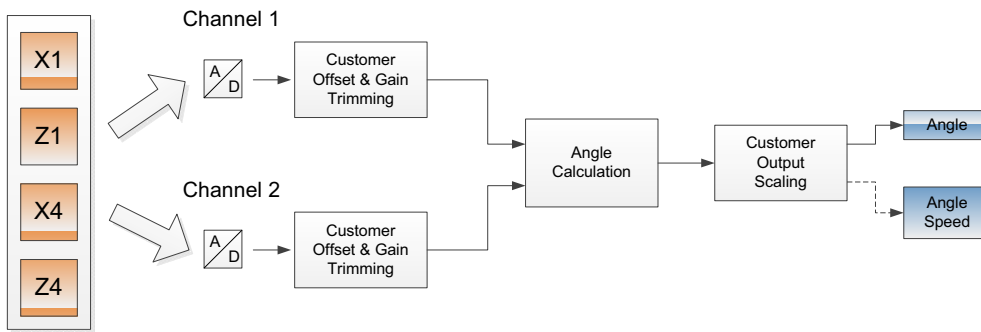 X1
Z1
X4
Z4
Channel 1
A
D
Customer
Offset & Gain
Trimming
Channel 2
A
D
Customer
Offset & Gain
Trimming
Angle
Calculation
Customer
Output
Scaling
Angle
Angle
Speed